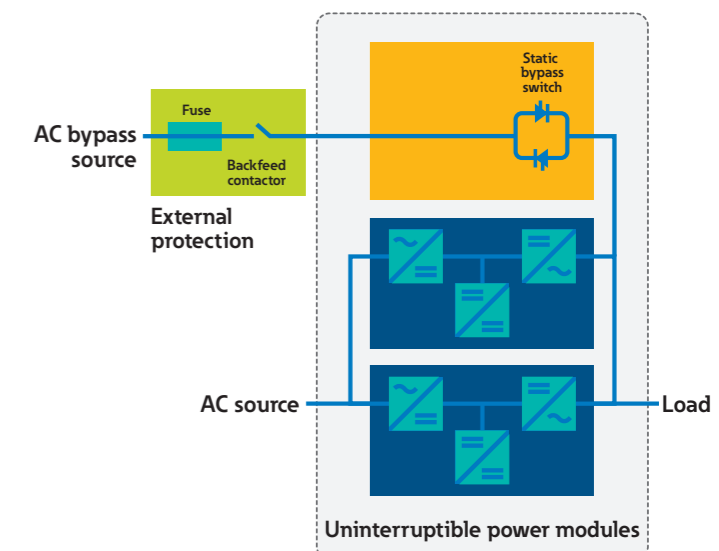 Static
bypass
switch
Fuse
AC bypass
source
Backfeed
contactor
External
protection
AC source
Load
Uninterruptible power modules